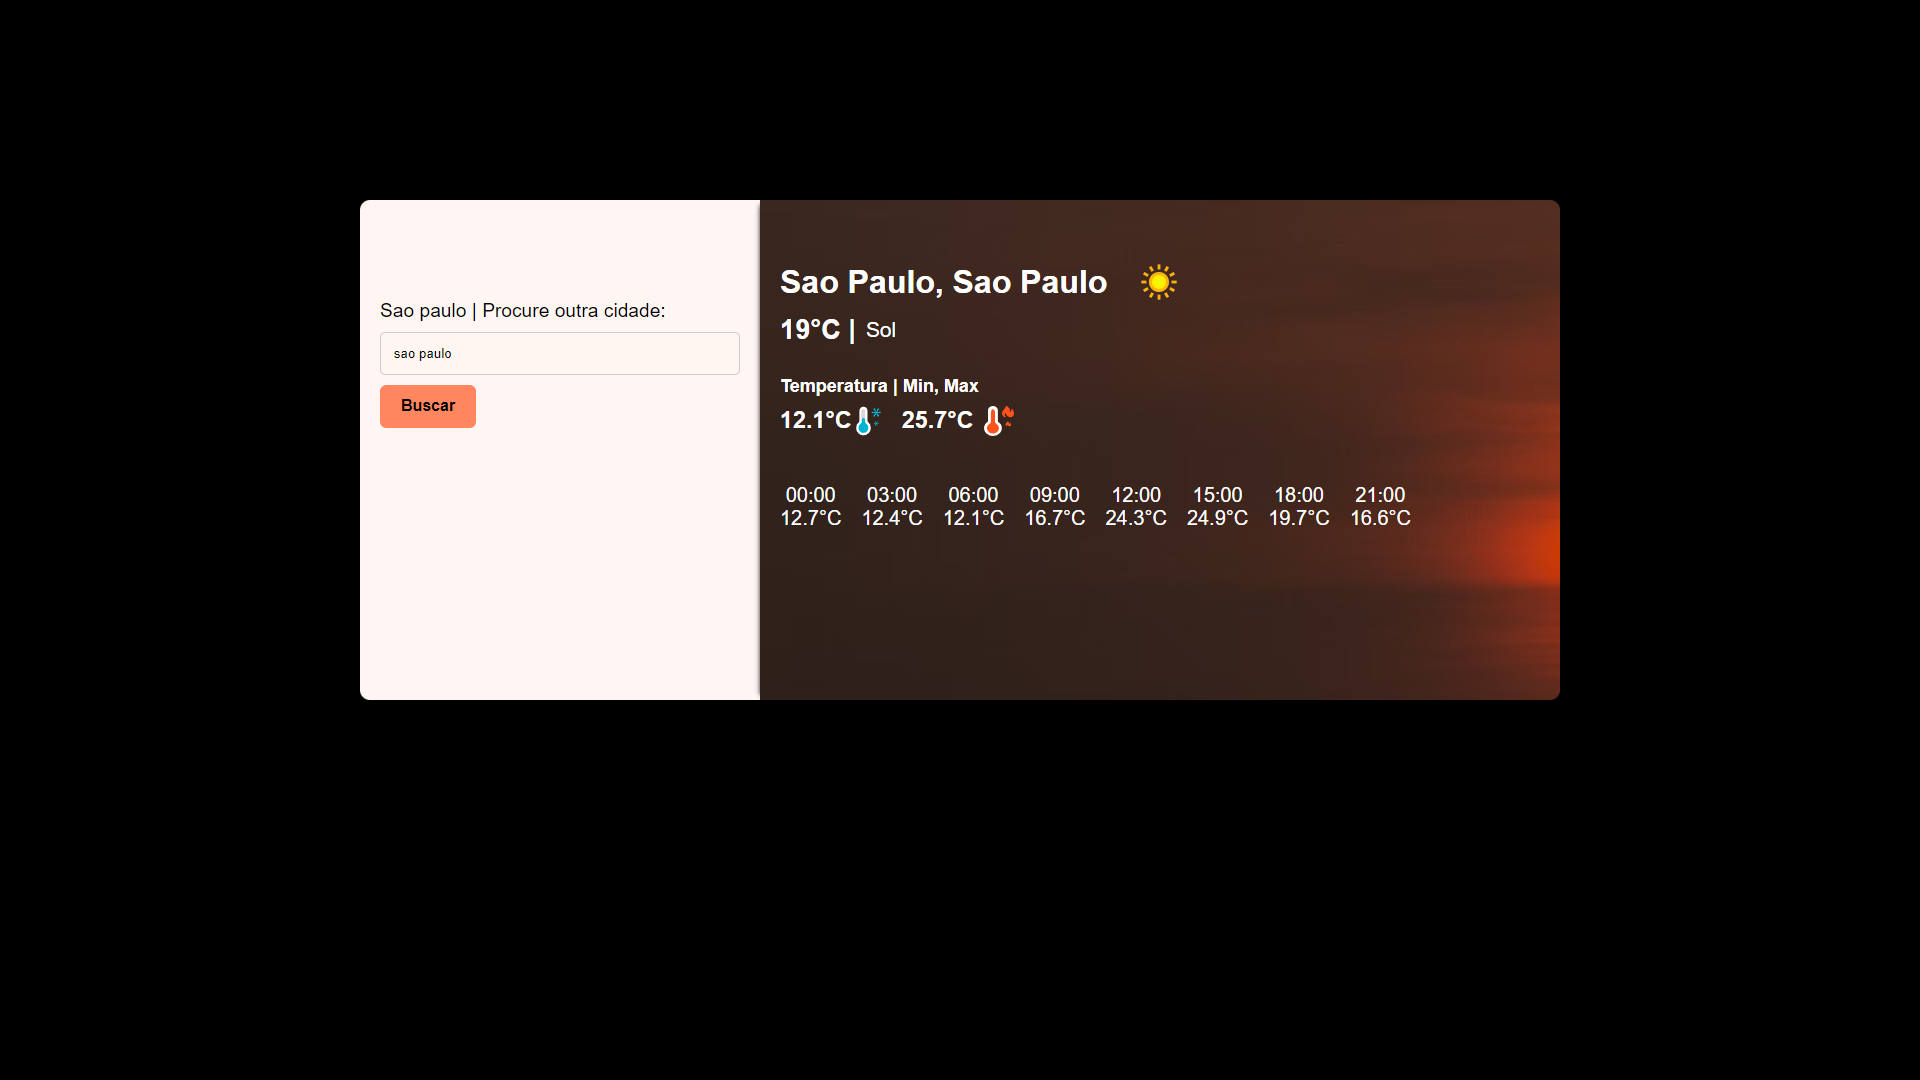 Sao paulo | Procure outra cidade:
sao paulo
Buscar
Sao Paulo, Sao Paulo
19°C | Sol
Temperatura | Min, Max
12.1°C 25.7°C
00:00 03:00 06:00 09:00 12:00 15:00 18:00 21:00
12.7°C 12.4°C 12.1°C 16.7°C 24.3°C 24.9°C 19.7°C 16.6°C